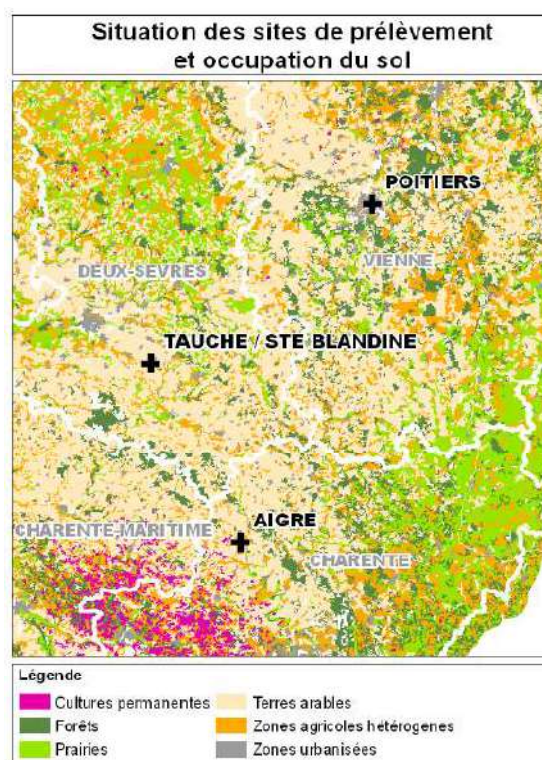 Situation des sites de prélèvement
et occupation du sol
POITIERS
VIENNE
DEUX-SEVRES
TAUCHE / STE BLANDINE
CHARENTE-MARITIME
AIGRE
CHARENTE
Légende
Cultures permanentes
Terres arables
Forêts
Zones agricoles hétérogenes
Prairies
Zones urbanisées